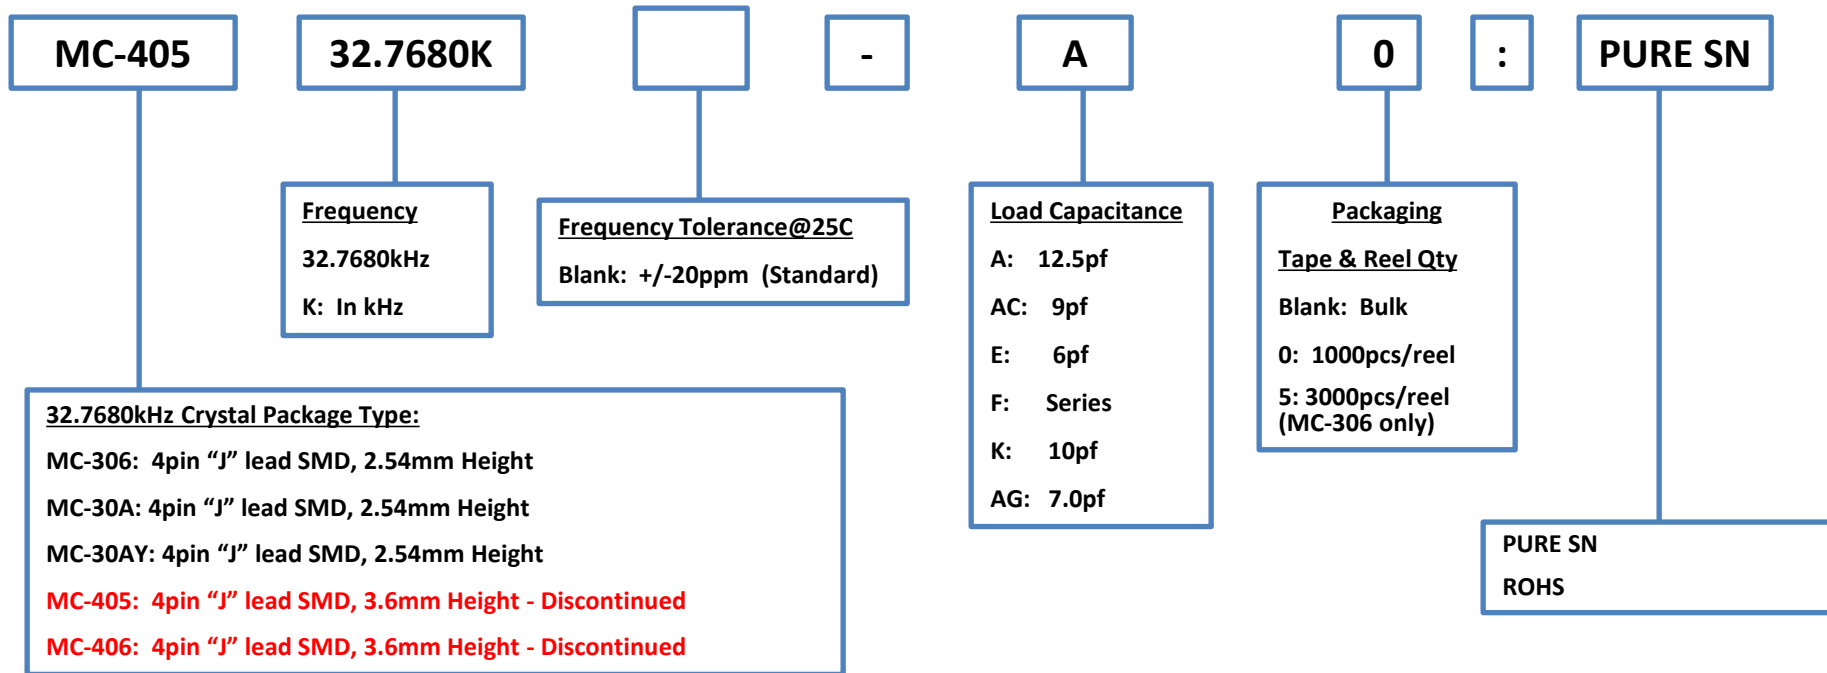 MC-405 32.7680K - A 0 : PURE SN
Frequency
32.7680kHz
K: In kHz
Frequency Tolerance@25C
Blank: +/-20ppm (Standard)
Load Capacitance
A: 12.5pf
AC: 9pf
E: 6pf
F: Series
K: 10pf
AG: 7.0pf
Packaging
Tape & Reel Qty
Blank: Bulk
0: 1000pcs/reel
5: 3000pcs/reel
(MC-306 only)
32.7680kHz Crystal Package Type:
MC-306: 4pin “J” lead SMD, 2.54mm Height
MC-30A: 4pin “J” lead SMD, 2.54mm Height
MC-30AY: 4pin “J” lead SMD, 2.54mm Height
MC-405: 4pin “J” lead SMD, 3.6mm Height - Discontinued
MC-406: 4pin “J” lead SMD, 3.6mm Height - Discontinued
PURE SN
ROHS